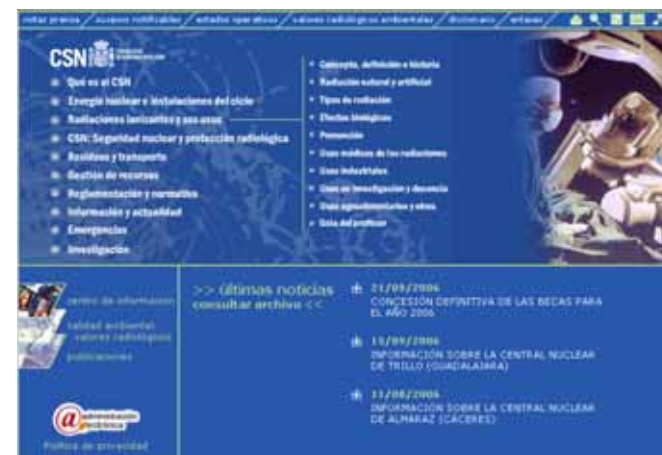 notas prensa / sucesos notificables / estados operativos / valores radiológicos ambientales / diccionario / enlaces /
CSN
Qué es el CSN
Energía nuclear e instalaciones del ciclo
Radiaciones ionizantes y sus usos
CSN: Seguridad nuclear y protección radiológica
Residuos y transporte
Gestión de recursos
Reglamentación y normativa
Información y actualidad
Emergencias
Investigación
Concepto, definición e historia
Radiación natural y artificial
Tipos de radiación
Efectos biológicos
Prevención
Usos médicos de las radiaciones
Usos industriales
Usos en investigación y docencia
Usos agroalimentarios y otros
Guía del profesor
centro de información
calidad ambiental:
valores radiológicos
publicaciones
administración
electrónica
Política de privacidad
>> últimas noticias
consultar archivo <<
21/09/2006
CONCESIÓN DEFINITIVA DE LAS BECAS PARA
EL AÑO 2006
15/09/2006
INFORMACIÓN SOBRE LA CENTRAL NUCLEAR
DE TRILLO (GUADALAJARA)
11/08/2006
INFORMACIÓN SOBRE LA CENTRAL NUCLEAR
DE ALMARAZ (CÁCERES)